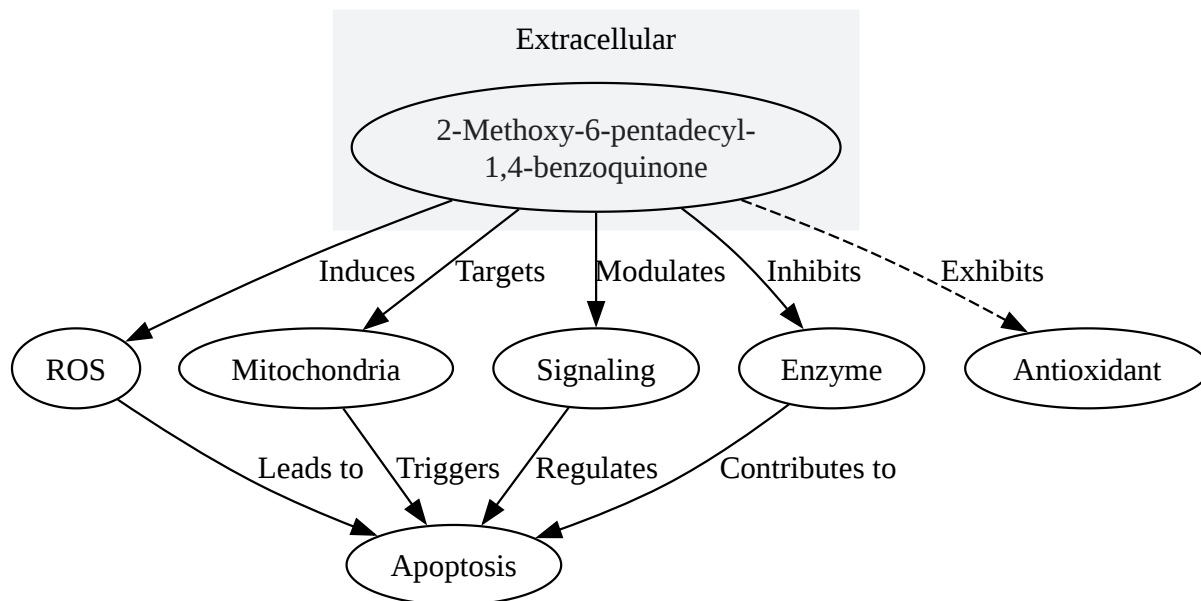 Extracellular
2-Methoxy-6-pentadecyl-
1,4-benzoquinone
Induces
Targets
Modulates
Inhibits
Exhibits
ROS
Mitochondria
Signaling
Enzyme
Antioxidant
Leads to
Triggers
Regulates
Contributes to
Apoptosis